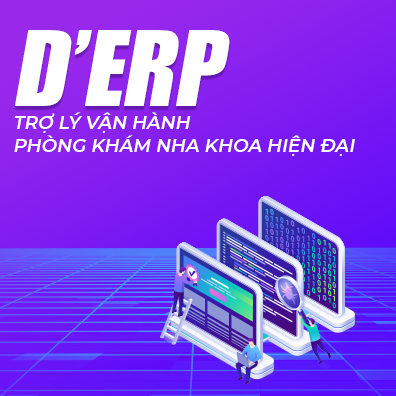 D'ERP
TRỢ LÝ VẬN HÀNH
PHÒNG KHÁM NHA KHOA HIỆN ĐẠI